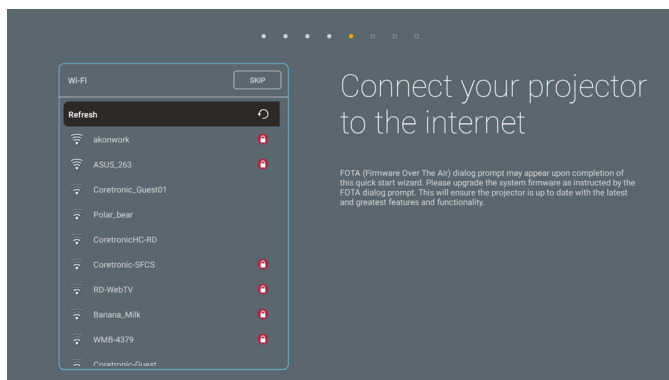 Wi-Fi
SKIP
Refresh
akonwork
ASUS_263
Coretronic_Guest01
Polar_bear
CoretronicHC-RD
Coretronic-SFCS
RD-WebTV
Banana_Milk
WMB-4379
Coretronic-Guest
Connect your projector
to the internet
FOTA (Firmware Over The Air) dialog prompt may appear upon completion of
this quick start wizard. Please upgrade the system firmware as instructed by the
FOTA dialog prompt. This will ensure the projector is up to date with the latest
and greatest features and functionality.